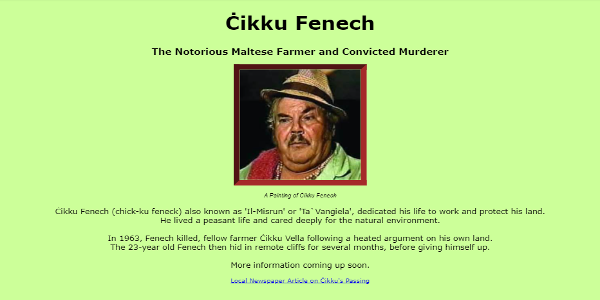 Ċikku Fenech
The Notorious Maltese Farmer and Convicted Murderer
A Painting of Cikku Fenech
Ċikku Fenech (chick-ku feneck) also known as 'Il-Misrun' or 'Ta` Vangiela', dedicated his life to work and protect his land.
He lived a peasant life and cared deeply for the natural environment.
In 1963, Fenech killed, fellow farmer Ċikku Vella following a heated argument on his own land.
The 23-year old Fenech then hid in remote cliffs for several months, before giving himself up.
More information coming up soon.
Local Newspaper Article on Ċikku's Passing